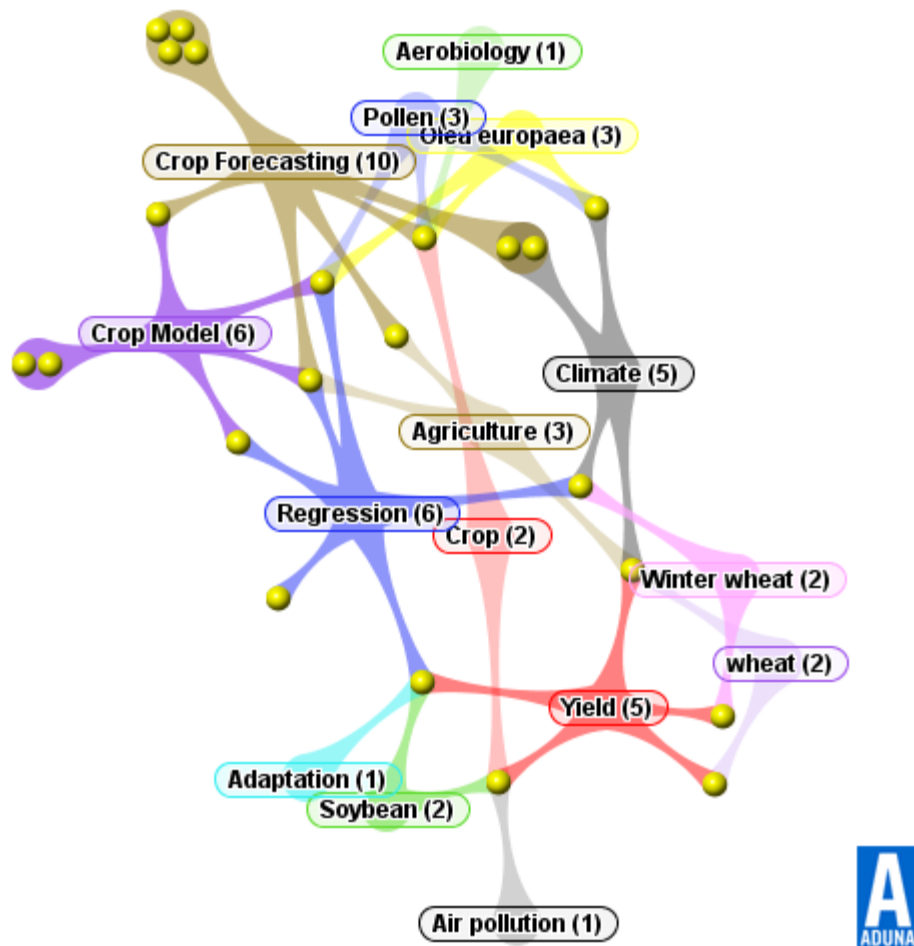 Aerobiology (1)
Pollen (3)
Olea europaea (3)
Crop Forecasting (10)
Crop Model (6)
Climate (5)
Agriculture (3)
Regression (6)
Crop (2)
Winter wheat (2)
wheat (2)
Yield (5)
Adaptation (1)
Soybean (2)
Air pollution (1)
A
ADUNA